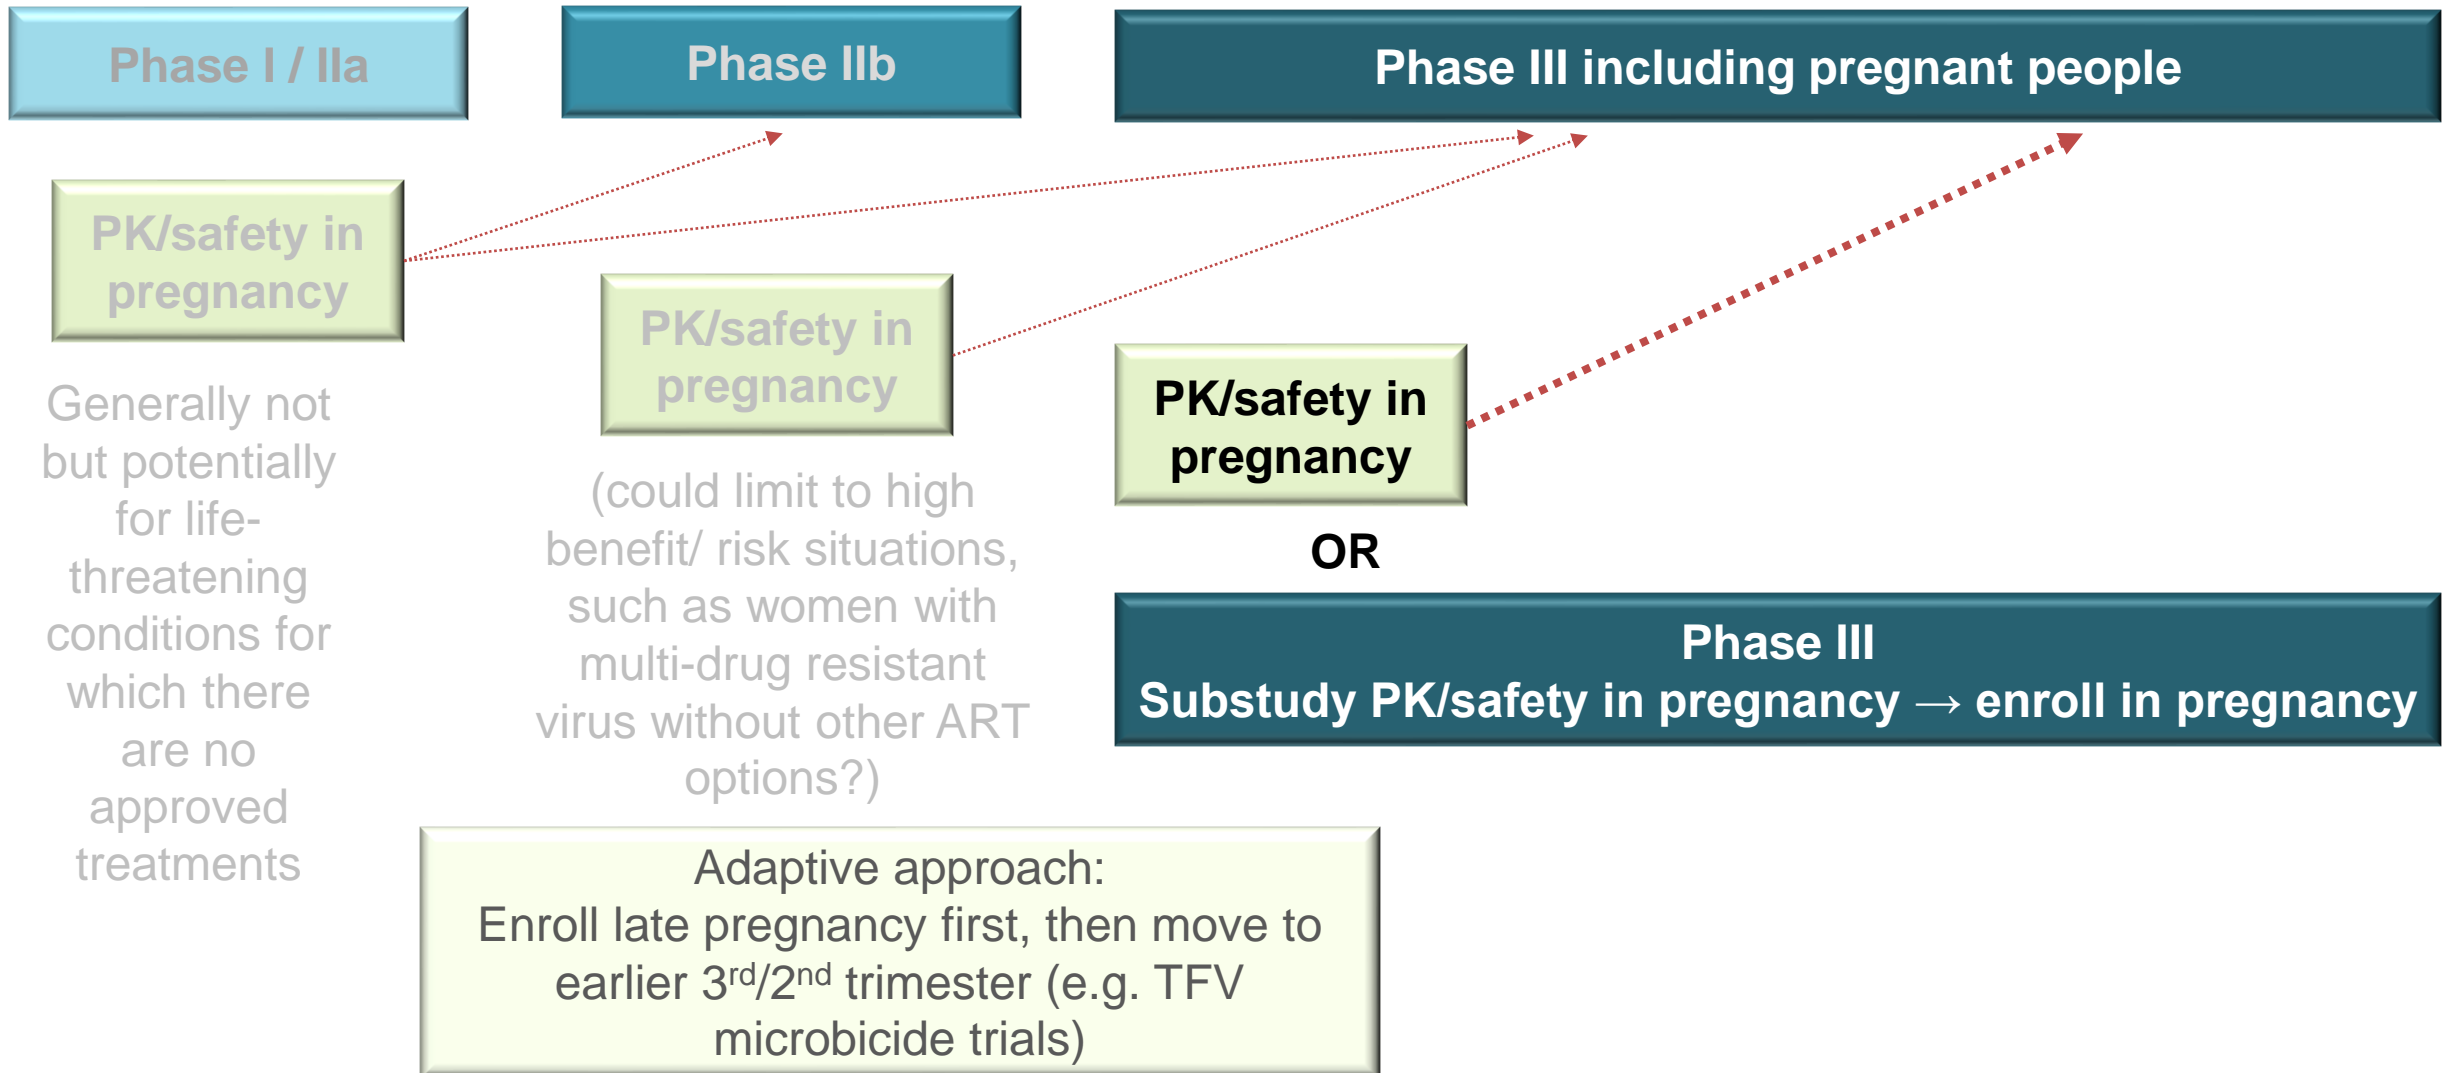 Phase I / IIa
Phase IIb
Phase III including pregnant people
PK/safety in
pregnancy
Generally not
but potentially
for life-
threatening
conditions for
which there
are no
approved
treatments
PK/safety in
pregnancy
(could limit to high
benefit/ risk situations,
such as women with
multi-drug resistant
virus without other ART
options?)
PK/safety in
pregnancy
OR
Phase III
Substudy PK/safety in pregnancy → enroll in pregnancy
Adaptive approach:
Enroll late pregnancy first, then move to
earlier 3rd/2nd trimester (e.g. TFV
microbicide trials)